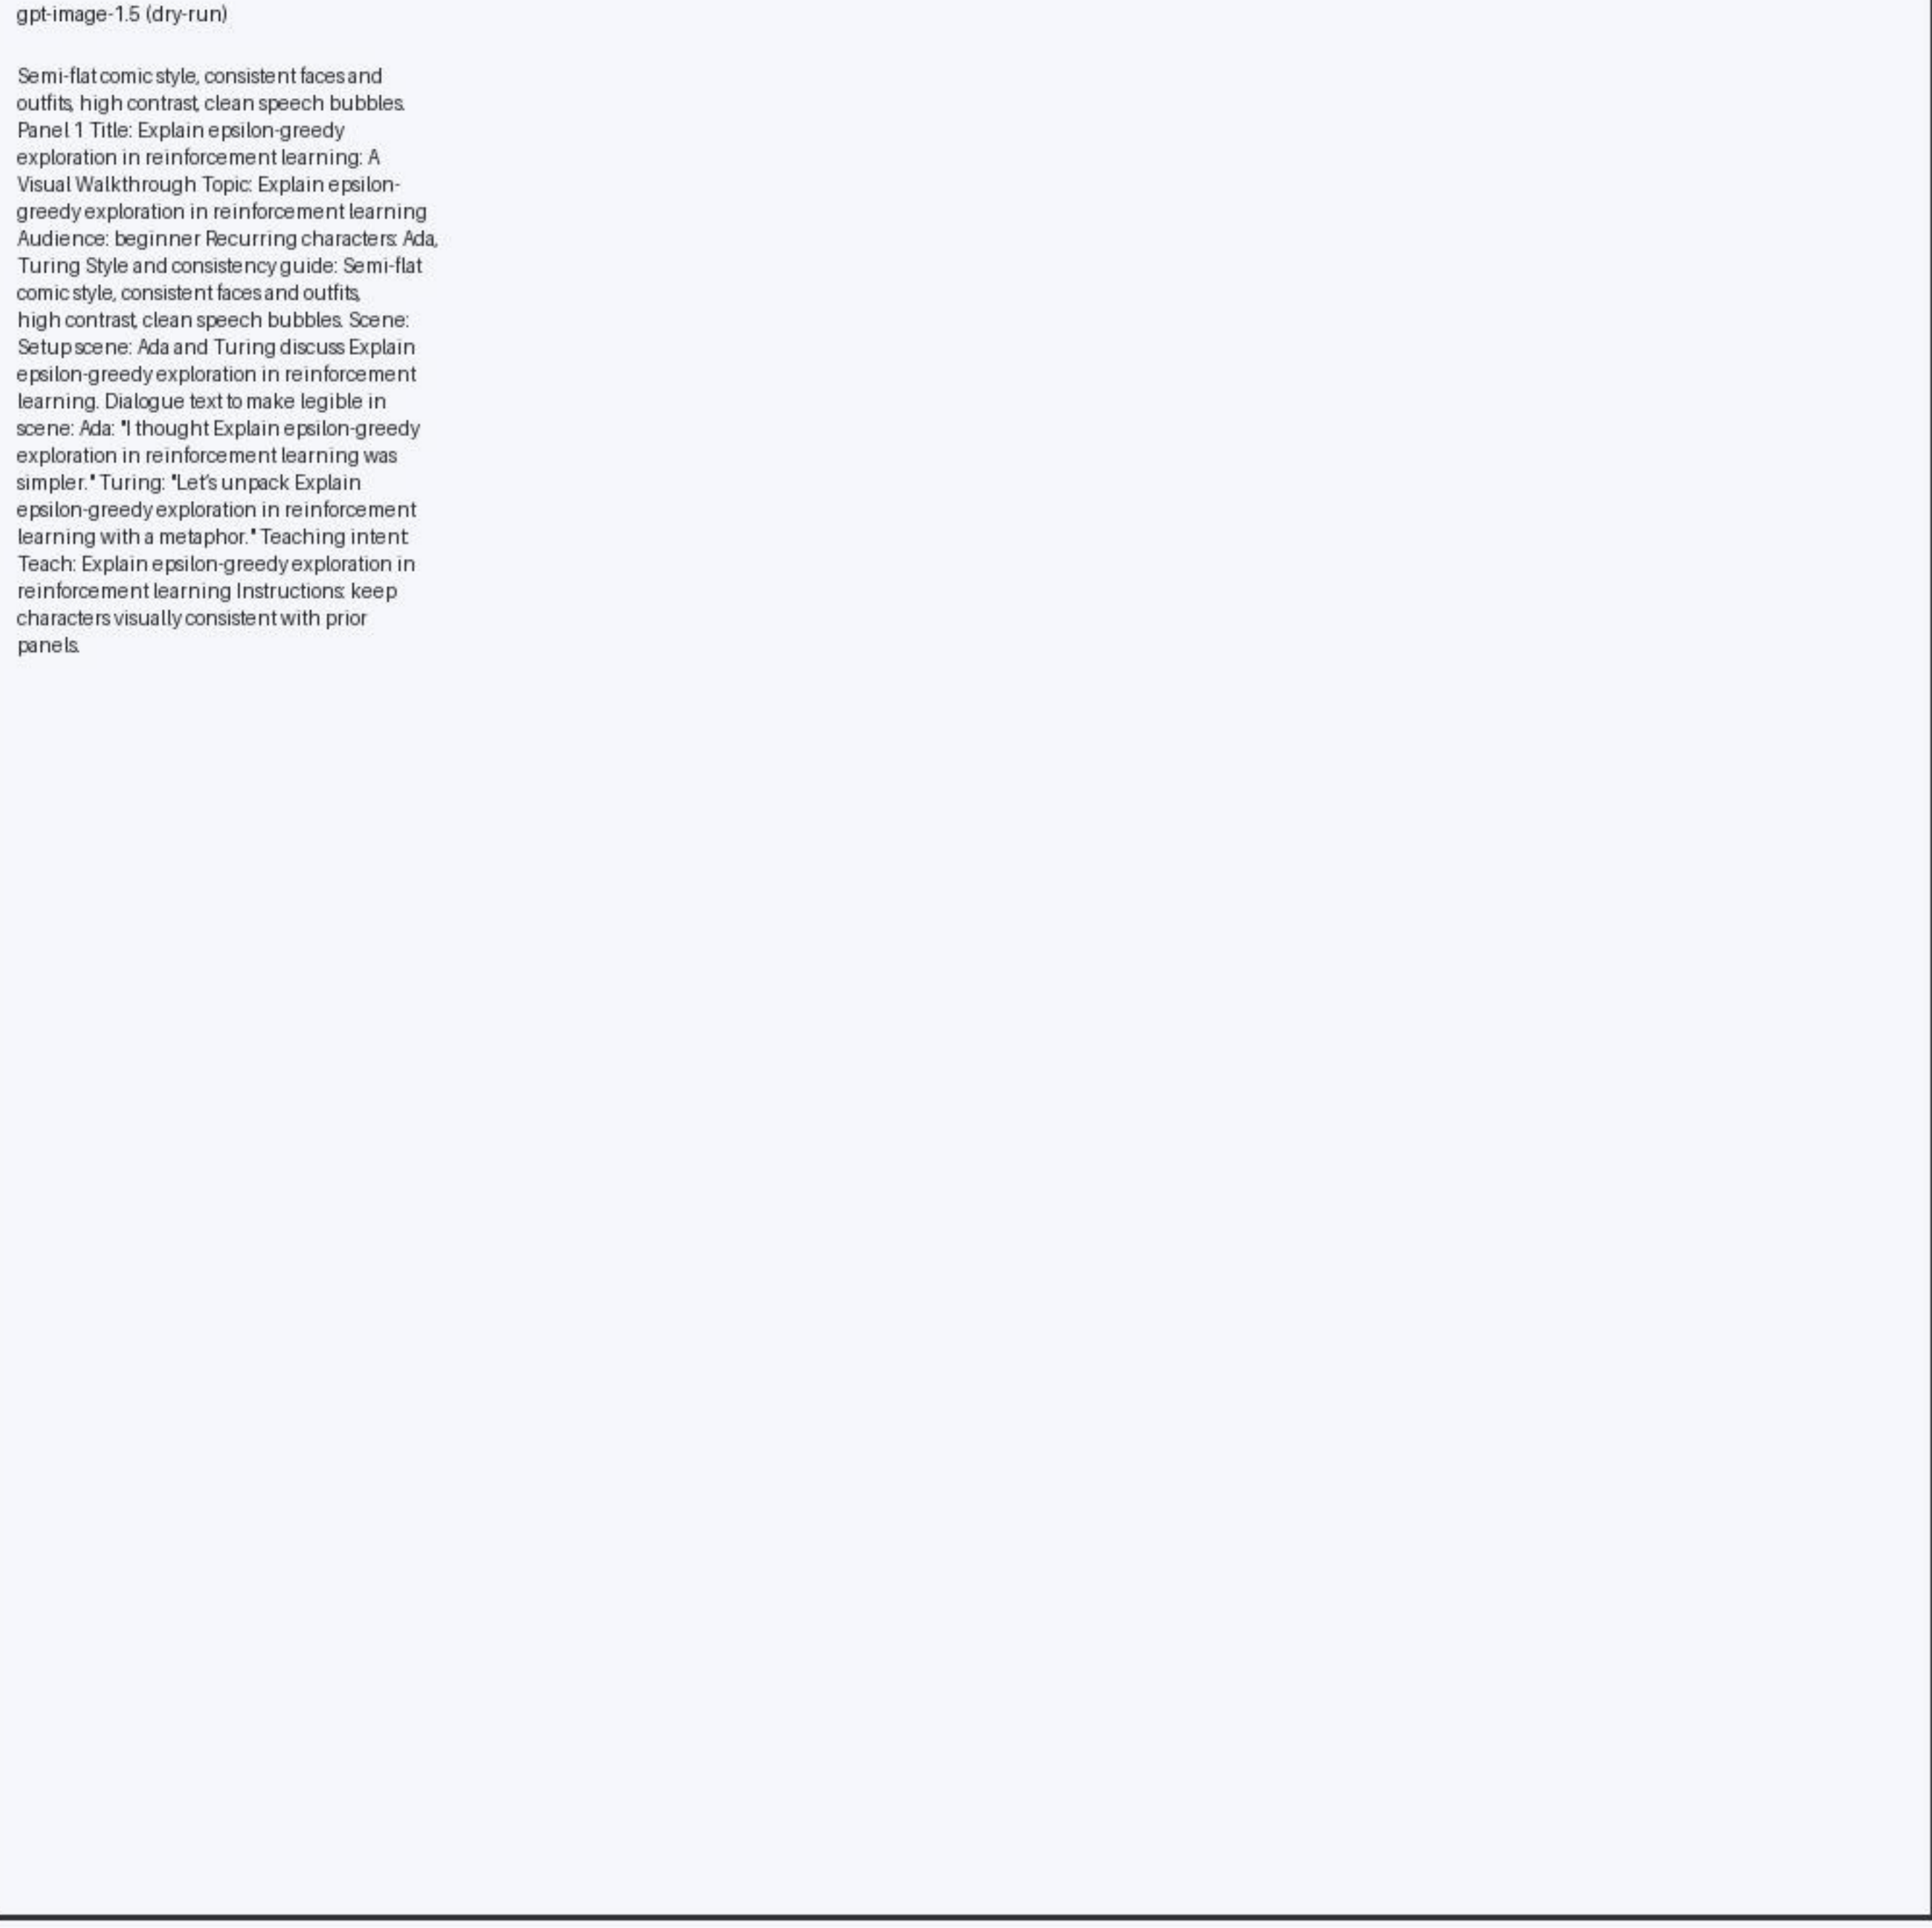 gpt-image-1.5 (dry-run)
Semi-flat comic style, consistent faces and
outfits, high contrast, clean speech bubbles.
Panel 1 Title: Explain epsilon-greedy
exploration in reinforcement learning: A
Visual Walkthrough Topic: Explain epsilon-
greedy exploration in reinforcement learning
Audience: beginner Recurring characters: Ada,
Turing Style and consistency guide: Semi-flat
comic style, consistent faces and outfits,
high contrast, clean speech bubbles. Scene:
Setup scene: Ada and Turing discuss Explain
epsilon-greedy exploration in reinforcement
learning. Dialogue text to make legible in
scene: Ada: "I thought Explain epsilon-greedy
exploration in reinforcement learning was
simpler." Turing: "Let's unpack Explain
epsilon-greedy exploration in reinforcement
learning with a metaphor." Teaching intent:
Teach: Explain epsilon-greedy exploration in
reinforcement learning Instructions: keep
characters visually consistent with prior
panels.